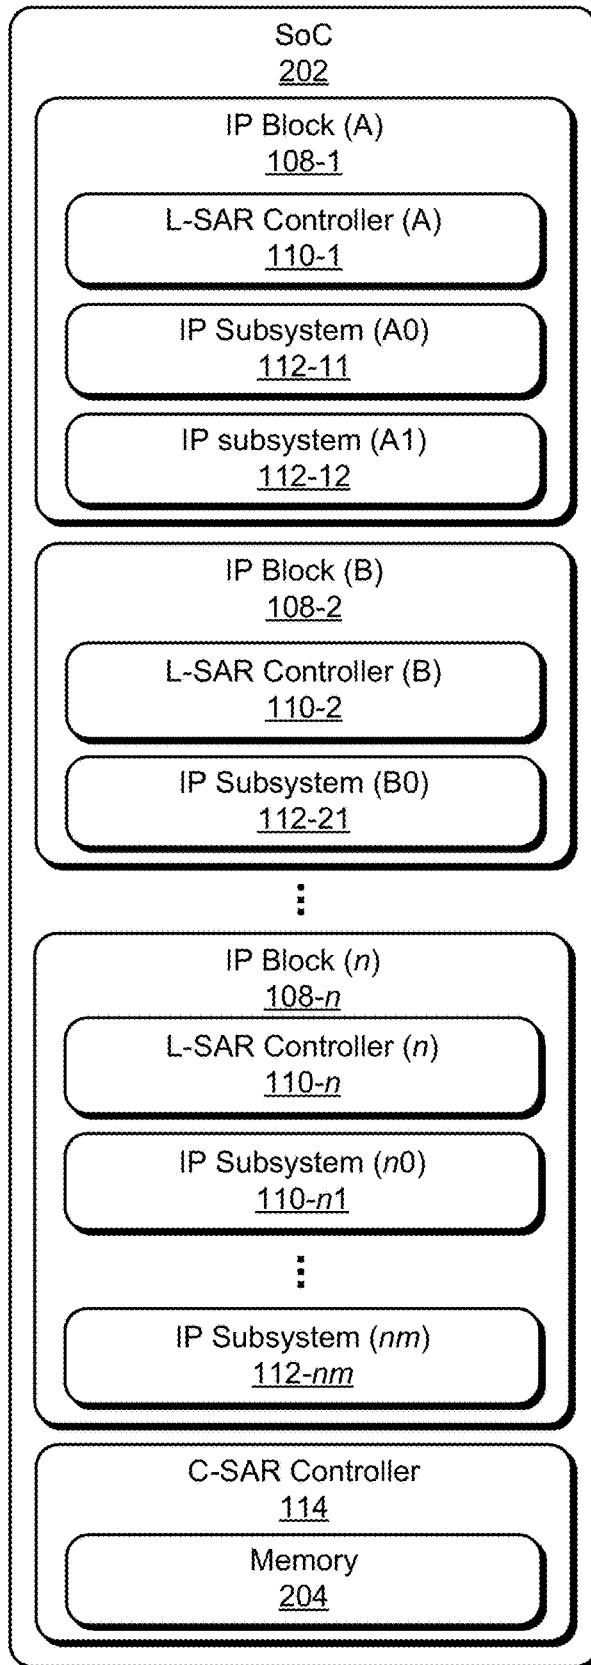 SoC
202
IP Block (A)
108-1
L-SAR Controller (A)
110-1
IP Subsystem (A0)
112-11
IP subsystem (A1)
112-12
IP Block (B)
108-2
L-SAR Controller (B)
110-2
IP Subsystem (B0)
112-21
⋮
IP Block (n)
108-n
L-SAR Controller (n)
110-n
IP Subsystem (n0)
110-n1
⋮
IP Subsystem (nm)
112-nm
C-SAR Controller
114
Memory
204